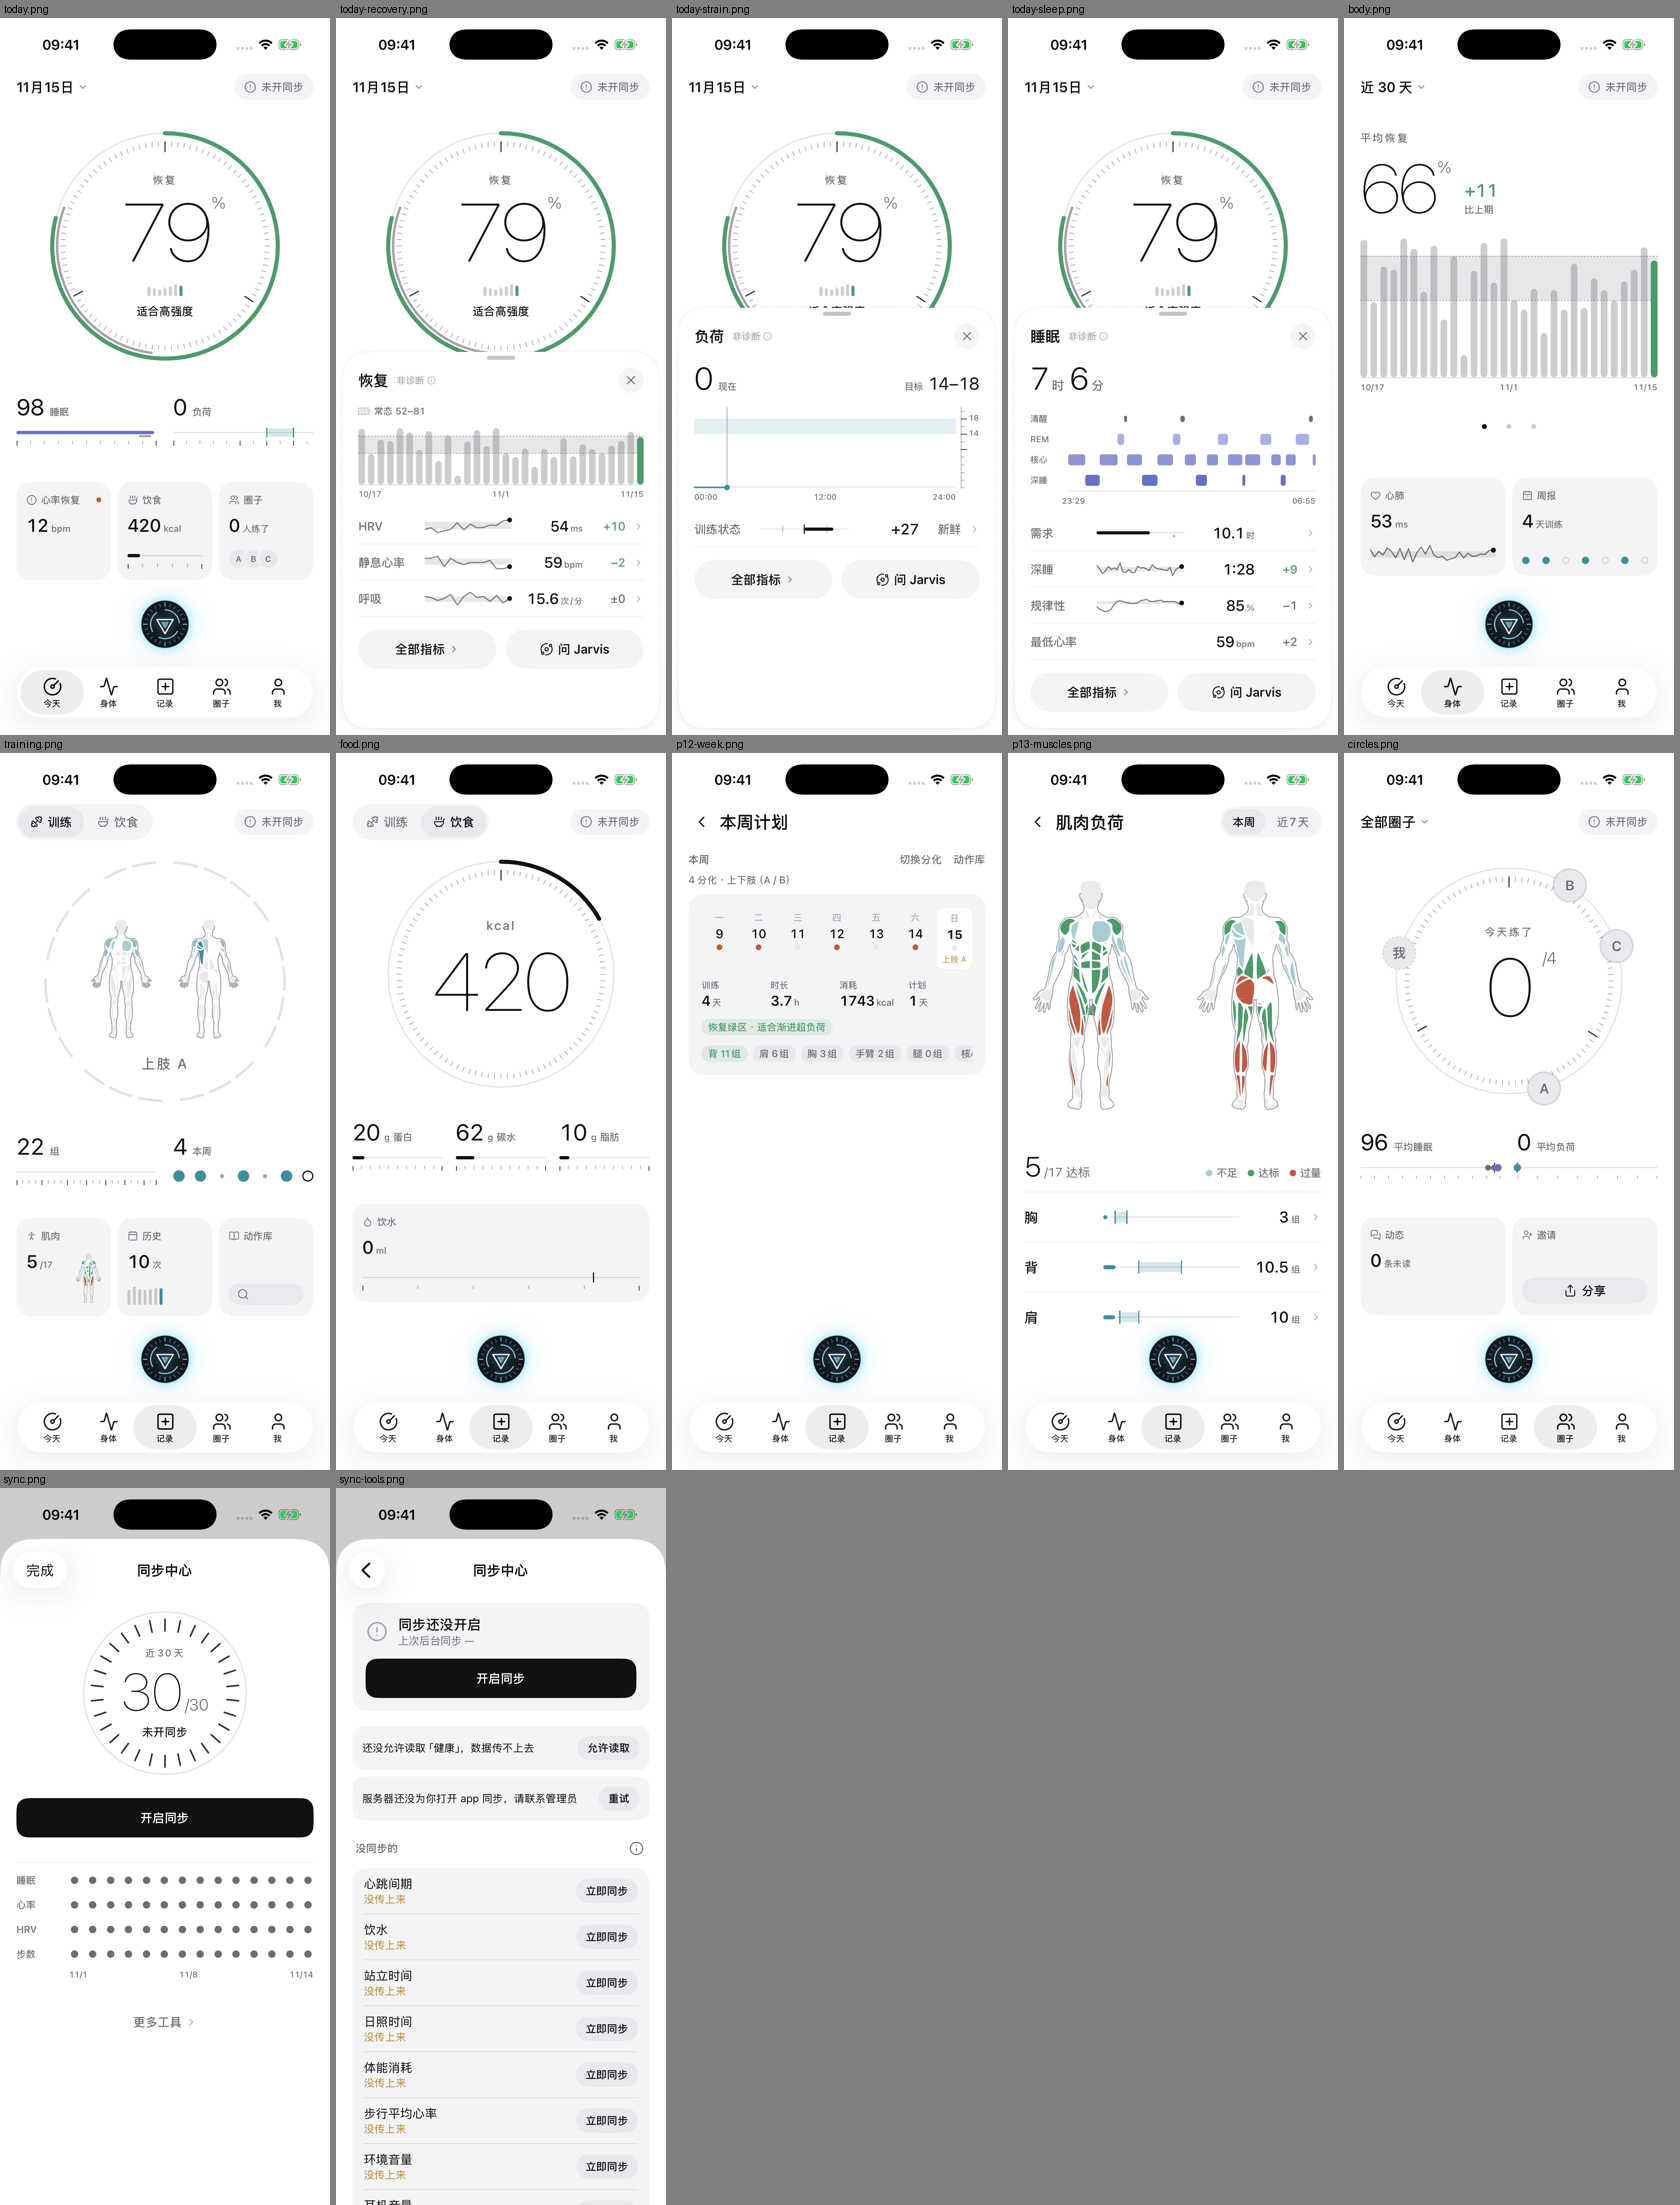 today.png
09:41
11月15日
未开同步
恢复
79%
适合高强度
98 睡眠
0 负荷
心率恢复
12 bpm
饮食
420 kcal
圈子
0 人练了
A B C
今天 身体 记录 圈子 我
today-recovery.png
09:41
11月15日
未开同步
恢复
79%
适合高强度
恢复 非诊断
常态 52–81
10/17 11/1 11/15
HRV 54 ms +10
静息心率 59 bpm −2
呼吸 15.6 次/分 ±0
全部指标
问 Jarvis
today-strain.png
09:41
11月15日
未开同步
恢复
79%
负荷 非诊断
0 现在
目标 14–18
18
14
00:00 12:00 24:00
训练状态 +27 新鲜
全部指标
问 Jarvis
today-sleep.png
09:41
11月15日
未开同步
恢复
79%
睡眠 非诊断
7 时 6 分
清醒
REM
核心
深睡
23:29 06:55
需求 10.1 时
深睡 1:28 +9
规律性 85 % −1
最低心率 59 bpm +2
全部指标
问 Jarvis
body.png
09:41
近 30 天
未开同步
平均恢复
66%
+11
比上期
10/17 11/1 11/15
心肺
53 ms
周报
4 天训练
今天 身体 记录 圈子 我
training.png
09:41
训练 饮食
未开同步
上肢 A
22 组
4 本周
肌肉
5 /17
历史
10 次
动作库
今天 身体 记录 圈子 我
food.png
09:41
训练 饮食
未开同步
kcal
420
20 g 蛋白
62 g 碳水
10 g 脂肪
饮水
0 ml
今天 身体 记录 圈子 我
p12-week.png
09:41
本周计划
本周 切换分化 动作库
4 分化 · 上下肢 (A / B)
一 二 三 四 五 六 日
9 10 11 12 13 14 15
上肢 A
训练 时长 消耗 计划
4 天 3.7 h 1743 kcal 1 天
恢复绿区 · 适合渐进超负荷
背 11 组 肩 6 组 胸 3 组 手臂 2 组 腿 0 组
今天 身体 记录 圈子 我
p13-muscles.png
09:41
肌肉负荷
本周 近 7 天
5 /17 达标
不足 达标 过量
胸 3 组
背 10.5 组
肩 10 组
今天 身体 记录 圈子 我
circles.png
09:41
全部圈子
未开同步
B
C
我
A
今天练了
0 /4
96 平均睡眠
0 平均负荷
动态
0 条未读
邀请
分享
今天 身体 记录 圈子 我
sync.png
09:41
完成
同步中心
近 30 天
30 /30
未开同步
开启同步
睡眠
心率
HRV
步数
11/1 11/8 11/14
更多工具
sync-tools.png
09:41
同步中心
同步还没开启
上次后台同步 —
开启同步
还没允许读取「健康」，数据传不上去
允许读取
服务器还没为你打开 app 同步，请联系管理员
重试
没同步的
心跳间期
没传上来
立即同步
饮水
没传上来
立即同步
站立时间
没传上来
立即同步
日照时间
没传上来
立即同步
体能消耗
没传上来
立即同步
步行平均心率
没传上来
立即同步
环境音量
没传上来
立即同步